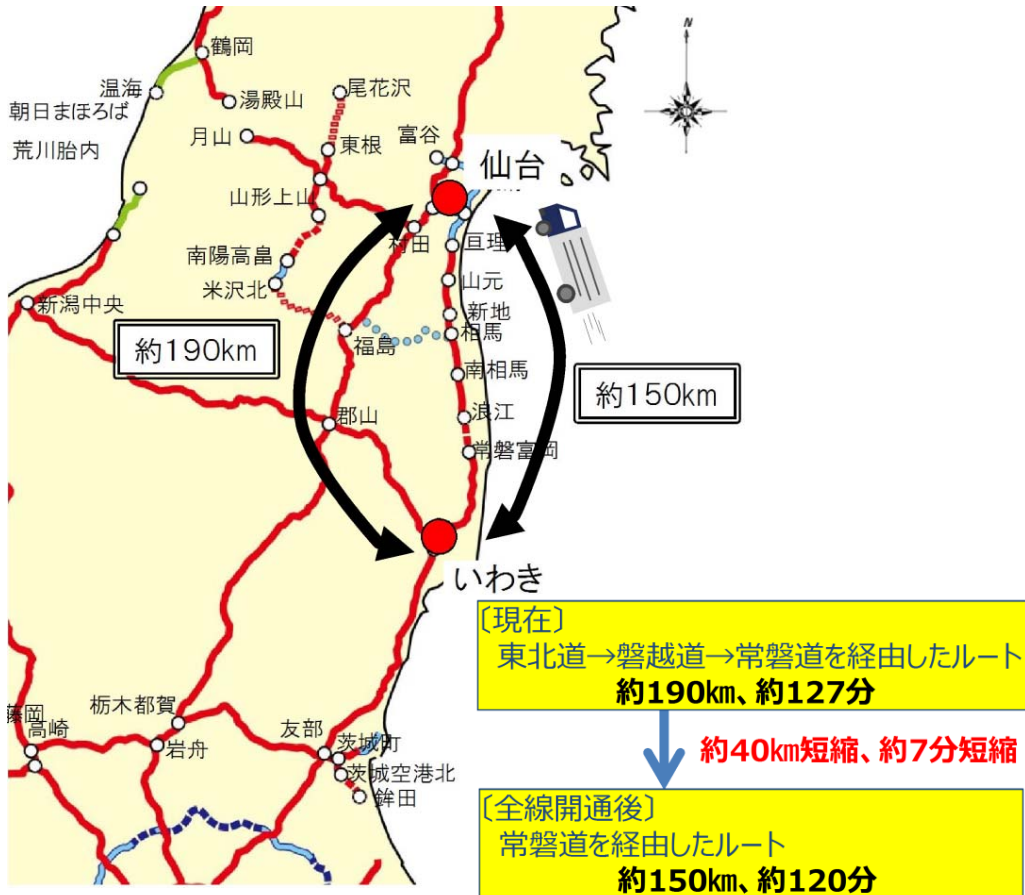 N
鶴岡
温海
尾花沢
朝日まほろば
湯殿山
荒川胎内
月山
東根
富谷
仙台
山形上山
村田
亘理
南陽高畠
山元
米沢北
新地
新潟中央
福島
相馬
約190km
南相馬
約150km
郡山
浪江
常磐富岡
いわき
〔現在〕
東北道→磐越道→常磐道を経由したルート
約190km、約127分
約40km短縮、約7分短縮
〔全線開通後〕
常磐道を経由したルート
約150km、約120分
栃木都賀
藤岡
高崎
岩舟
友部
茨城町
茨城空港北
鉾田